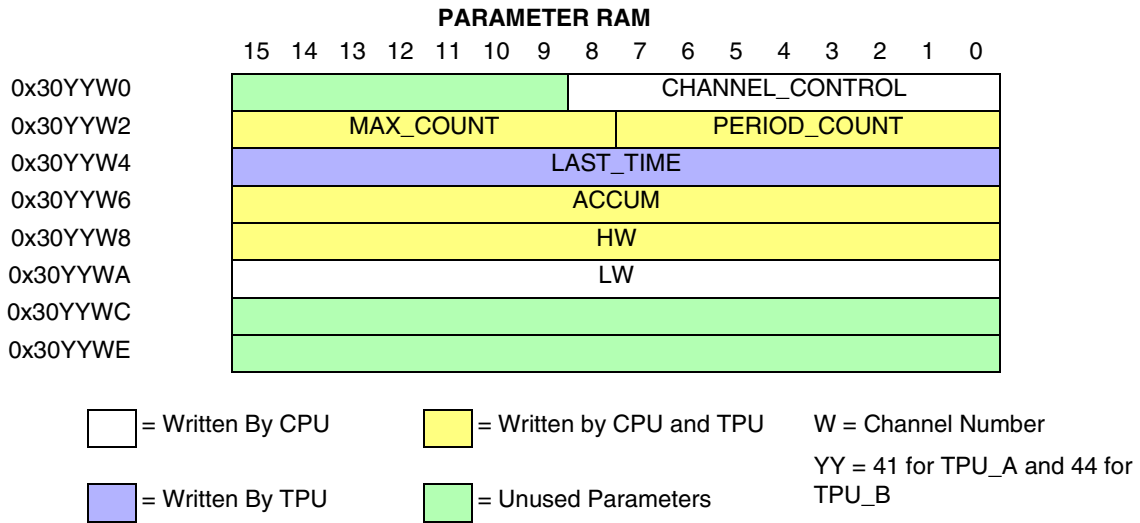 PARAMETER RAM
15 14 13 12 11 10 9 8 7 6 5 4 3 2 1 0
0x30YYW0 CHANNEL_CONTROL
0x30YYW2 MAX_COUNT PERIOD_COUNT
0x30YYW4 LAST_TIME
0x30YYW6 ACCUM
0x30YYW8 HW
0x30YYWA LW
0x30YYWC
0x30YYWE
= Written By CPU = Written by CPU and TPU W = Channel Number
= Written By TPU = Unused Parameters YY = 41 for TPU_A and 44 for
TPU_B